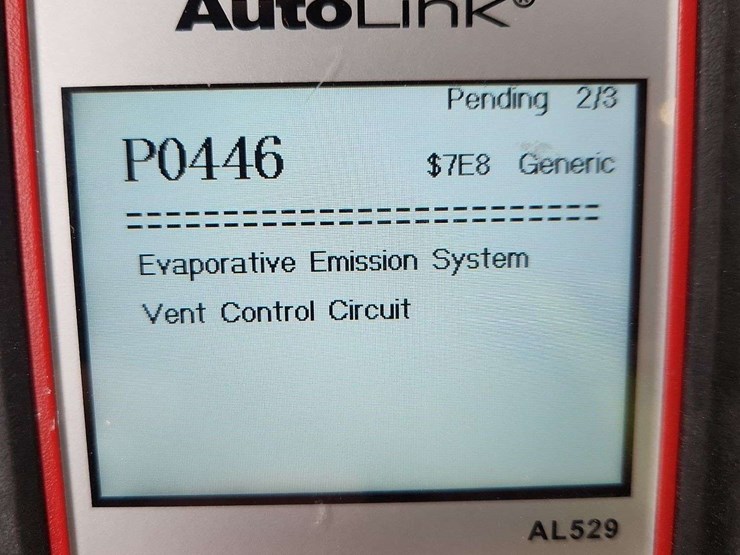 AutoLink®
Pending 2/3
P0446
$7E8 Generic
==========================
Evaporative Emission System
Vent Control Circuit
AL529